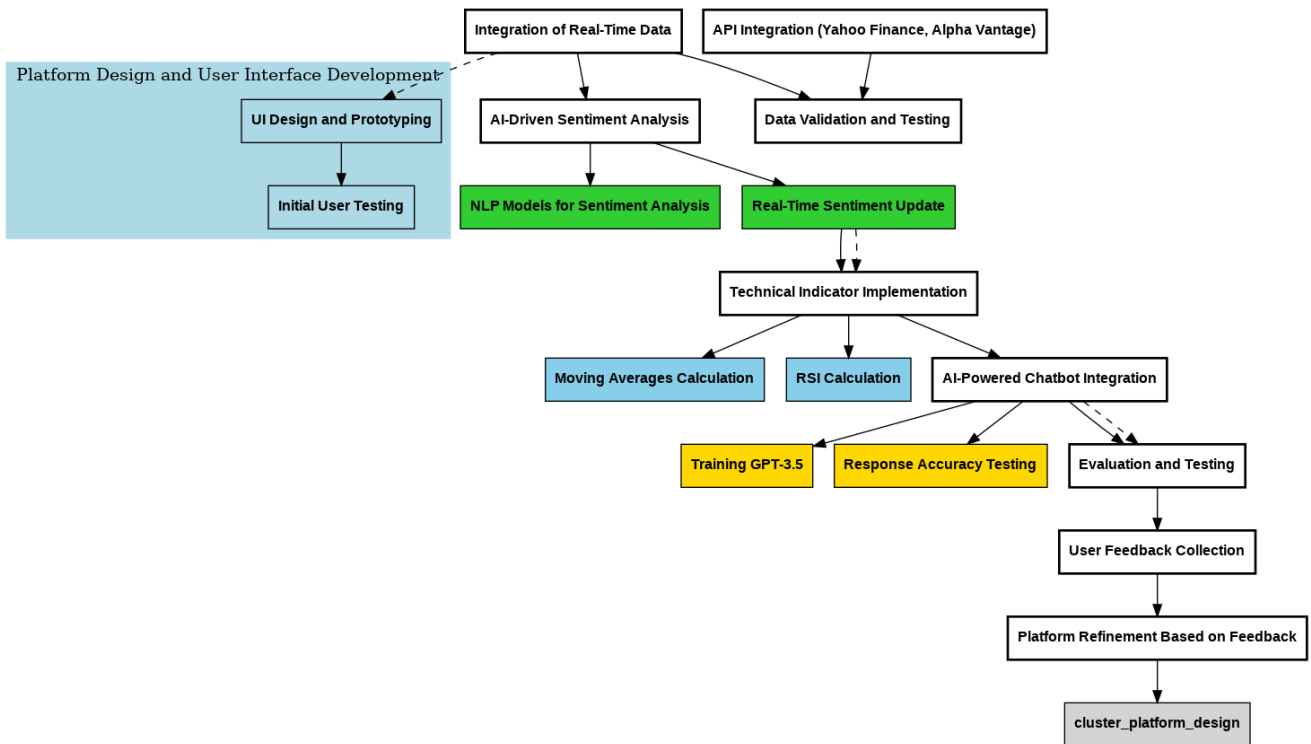 Integration of Real-Time Data
API Integration (Yahoo Finance, Alpha Vantage)
Platform Design and User Interface Development
UI Design and Prototyping
AI-Driven Sentiment Analysis
Data Validation and Testing
Initial User Testing
NLP Models for Sentiment Analysis
Real-Time Sentiment Update
Technical Indicator Implementation
Moving Averages Calculation
RSI Calculation
AI-Powered Chatbot Integration
Training GPT-3.5
Response Accuracy Testing
Evaluation and Testing
User Feedback Collection
Platform Refinement Based on Feedback
cluster_platform_design